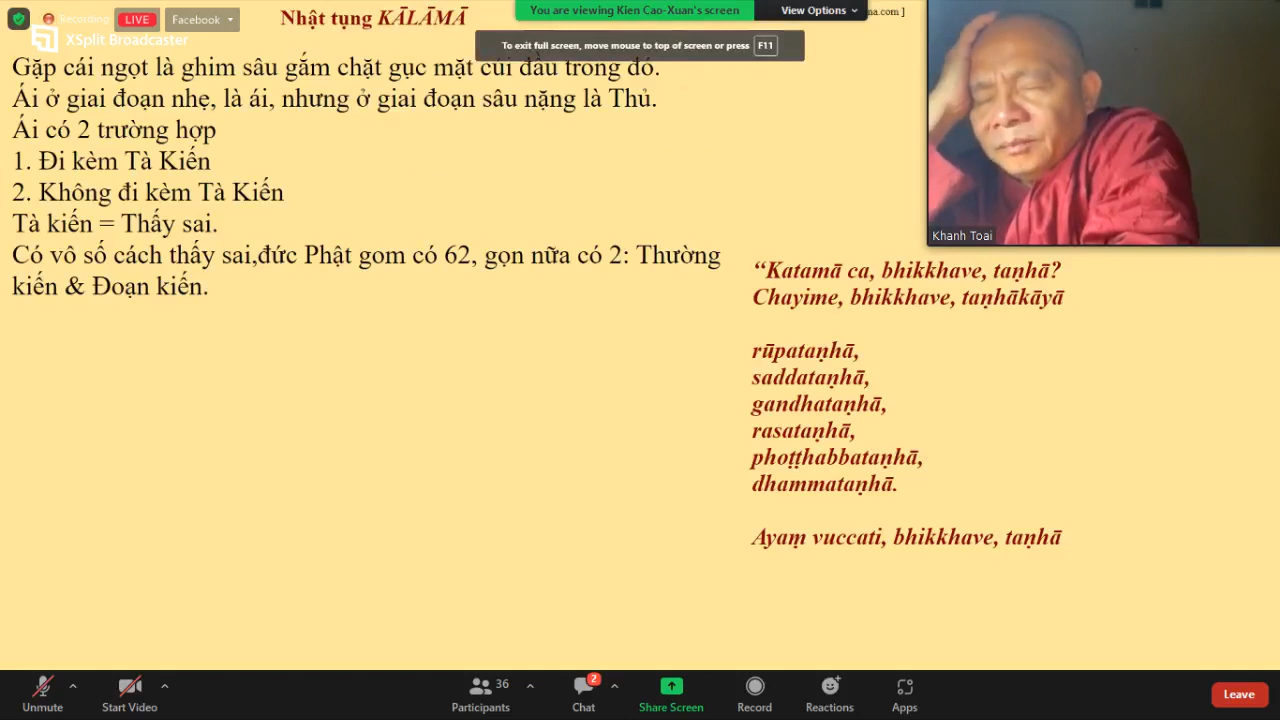 Recording
LIVE
Facebook
XSplit Broadcaster
Nhật tụng KĀLĀMĀ
You are viewing Kien Cao-Xuan's screen
View Options
na.com ]
To exit full screen, move mouse to top of screen or press F11
Gặp cái ngọt là ghim sâu gắm chặt gục mặt cúi đầu trong đó.
Ái ở giai đoạn nhẹ, là ái, nhưng ở giai đoạn sâu nặng là Thủ.
Ái có 2 trường hợp
1. Đi kèm Tà Kiến
2. Không đi kèm Tà Kiến
Tà kiến = Thấy sai.
Có vô số cách thấy sai,đức Phật gom có 62, gọn nữa có 2: Thường
kiến & Đoạn kiến.
Khanh Toai
“Katamā ca, bhikkhave, taṇhā?
Chayime, bhikkhave, taṇhākāyā
rūpataṇhā,
saddataṇhā,
gandhataṇhā,
rasataṇhā,
phoṭṭhabbataṇhā,
dhammataṇhā.
Ayaṃ vuccati, bhikkhave, taṇhā
Unmute
Start Video
36
Participants
2
Chat
Share Screen
Record
Reactions
Apps
Leave